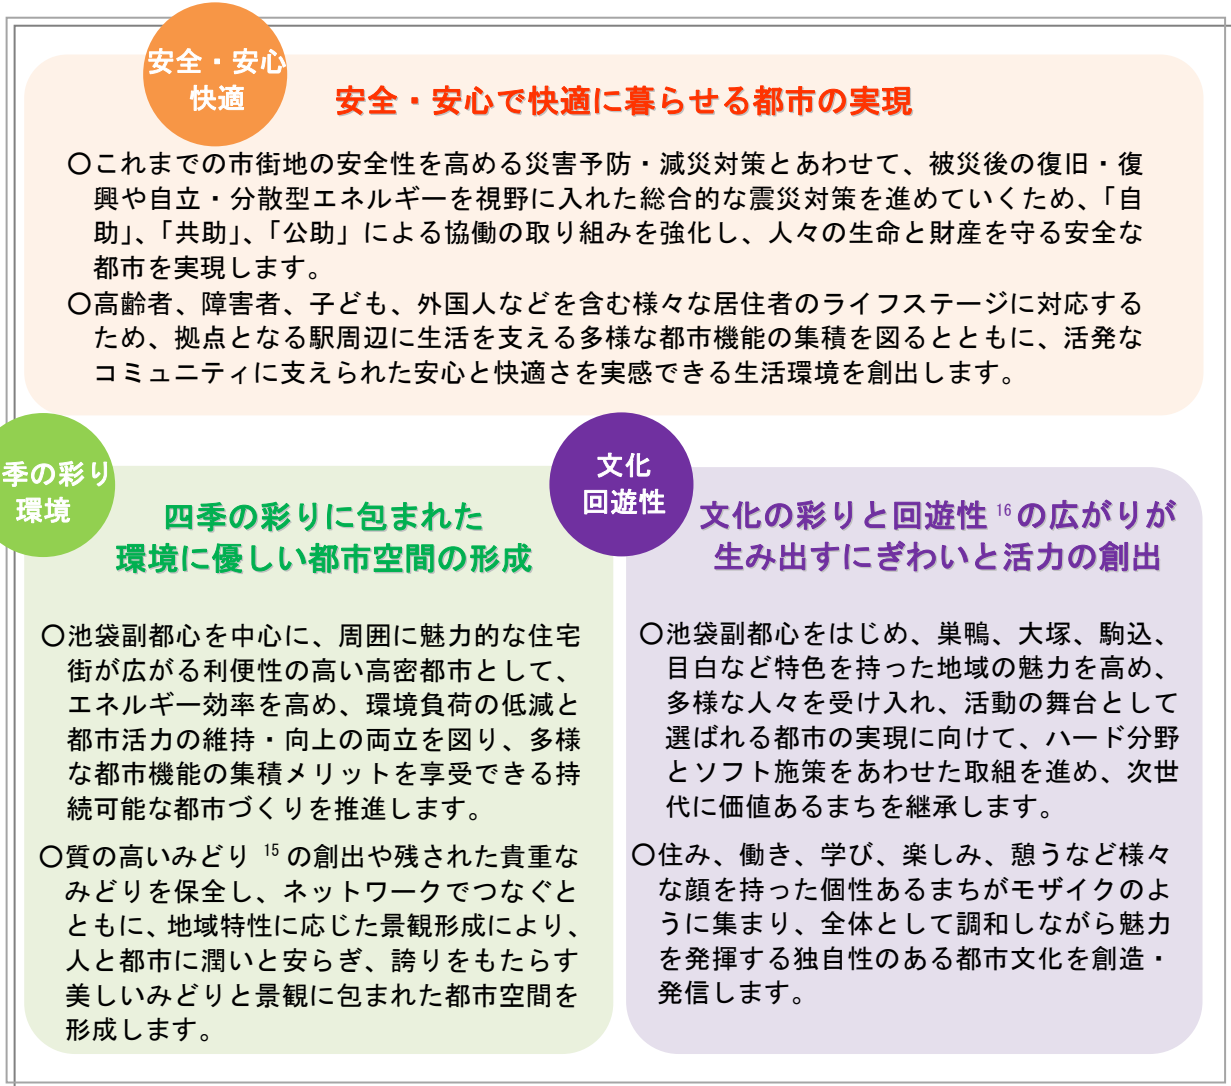 安全・安心
快適
安全・安心で快適に暮らせる都市の実現
〇これまでの市街地の安全性を高める災害予防・減災対策とあわせて、被災後の復旧・復
興や自立・分散型エネルギーを視野に入れた総合的な震災対策を進めていくため、「自
助」、「共助」、「公助」による協働の取り組みを強化し、人々の生命と財産を守る安全な
都市を実現します。
〇高齢者、障害者、子ども、外国人などを含む様々な居住者のライフステージに対応する
ため、拠点となる駅周辺に生活を支える多様な都市機能の集積を図るとともに、活発な
コミュニティに支えられた安心と快適さを実感できる生活環境を創出します。
季の彩り
環境
四季の彩りに包まれた
環境に優しい都市空間の形成
〇池袋副都心を中心に、周囲に魅力的な住宅
街が広がる利便性の高い高密都市として、
エネルギー効率を高め、環境負荷の低減と
都市活力の維持・向上の両立を図り、多様
な都市機能の集積メリットを享受できる持
続可能な都市づくりを推進します。
〇質の高いみどり 15 の創出や残された貴重な
みどりを保全し、ネットワークでつなぐと
ともに、地域特性に応じた景観形成により、
人と都市に潤いと安らぎ、誇りをもたらす
美しいみどりと景観に包まれた都市空間を
形成します。
文化
回遊性
文化の彩りと回遊性 16 の広がりが
生み出すにぎわいと活力の創出
〇池袋副都心をはじめ、巣鴨、大塚、駒込、
目白など特色を持った地域の魅力を高め、
多様な人々を受け入れ、活動の舞台として
選ばれる都市の実現に向けて、ハード分野
とソフト施策をあわせた取組を進め、次世
代に価値あるまちを継承します。
〇住み、働き、学び、楽しみ、憩うなど様々
な顔を持った個性あるまちがモザイクのよ
うに集まり、全体として調和しながら魅力
を発揮する独自性のある都市文化を創造・
発信します。